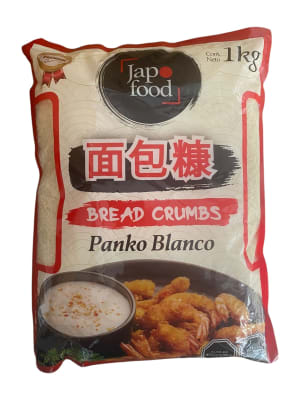 Jap food
Cont. Neto 1kg
面包糠
BREAD CRUMBS
Panko Blanco